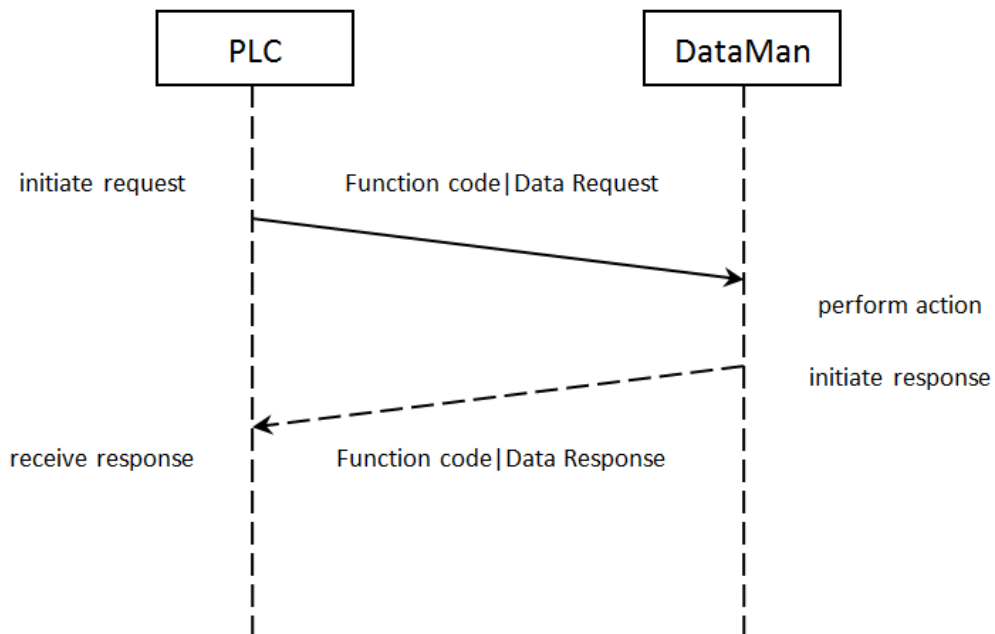 PLC
DataMan
initiate request
Function code|Data Request
perform action
initiate response
receive response
Function code|Data Response